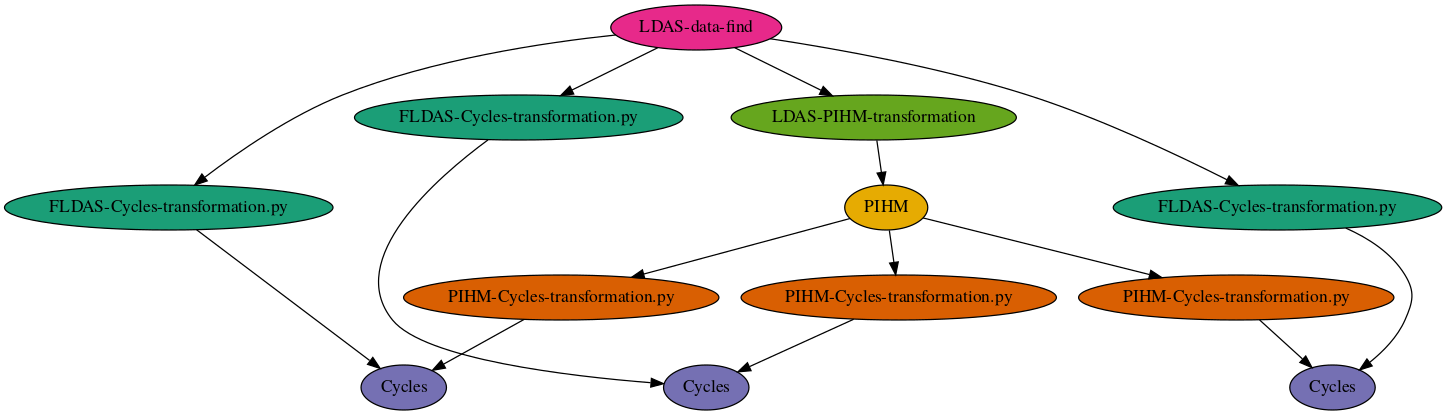 LDAS-data-find
FLDAS-Cycles-transformation.py
LDAS-PIHM-transformation
FLDAS-Cycles-transformation.py
PIHM
FLDAS-Cycles-transformation.py
PIHM-Cycles-transformation.py
PIHM-Cycles-transformation.py
PIHM-Cycles-transformation.py
Cycles
Cycles
Cycles